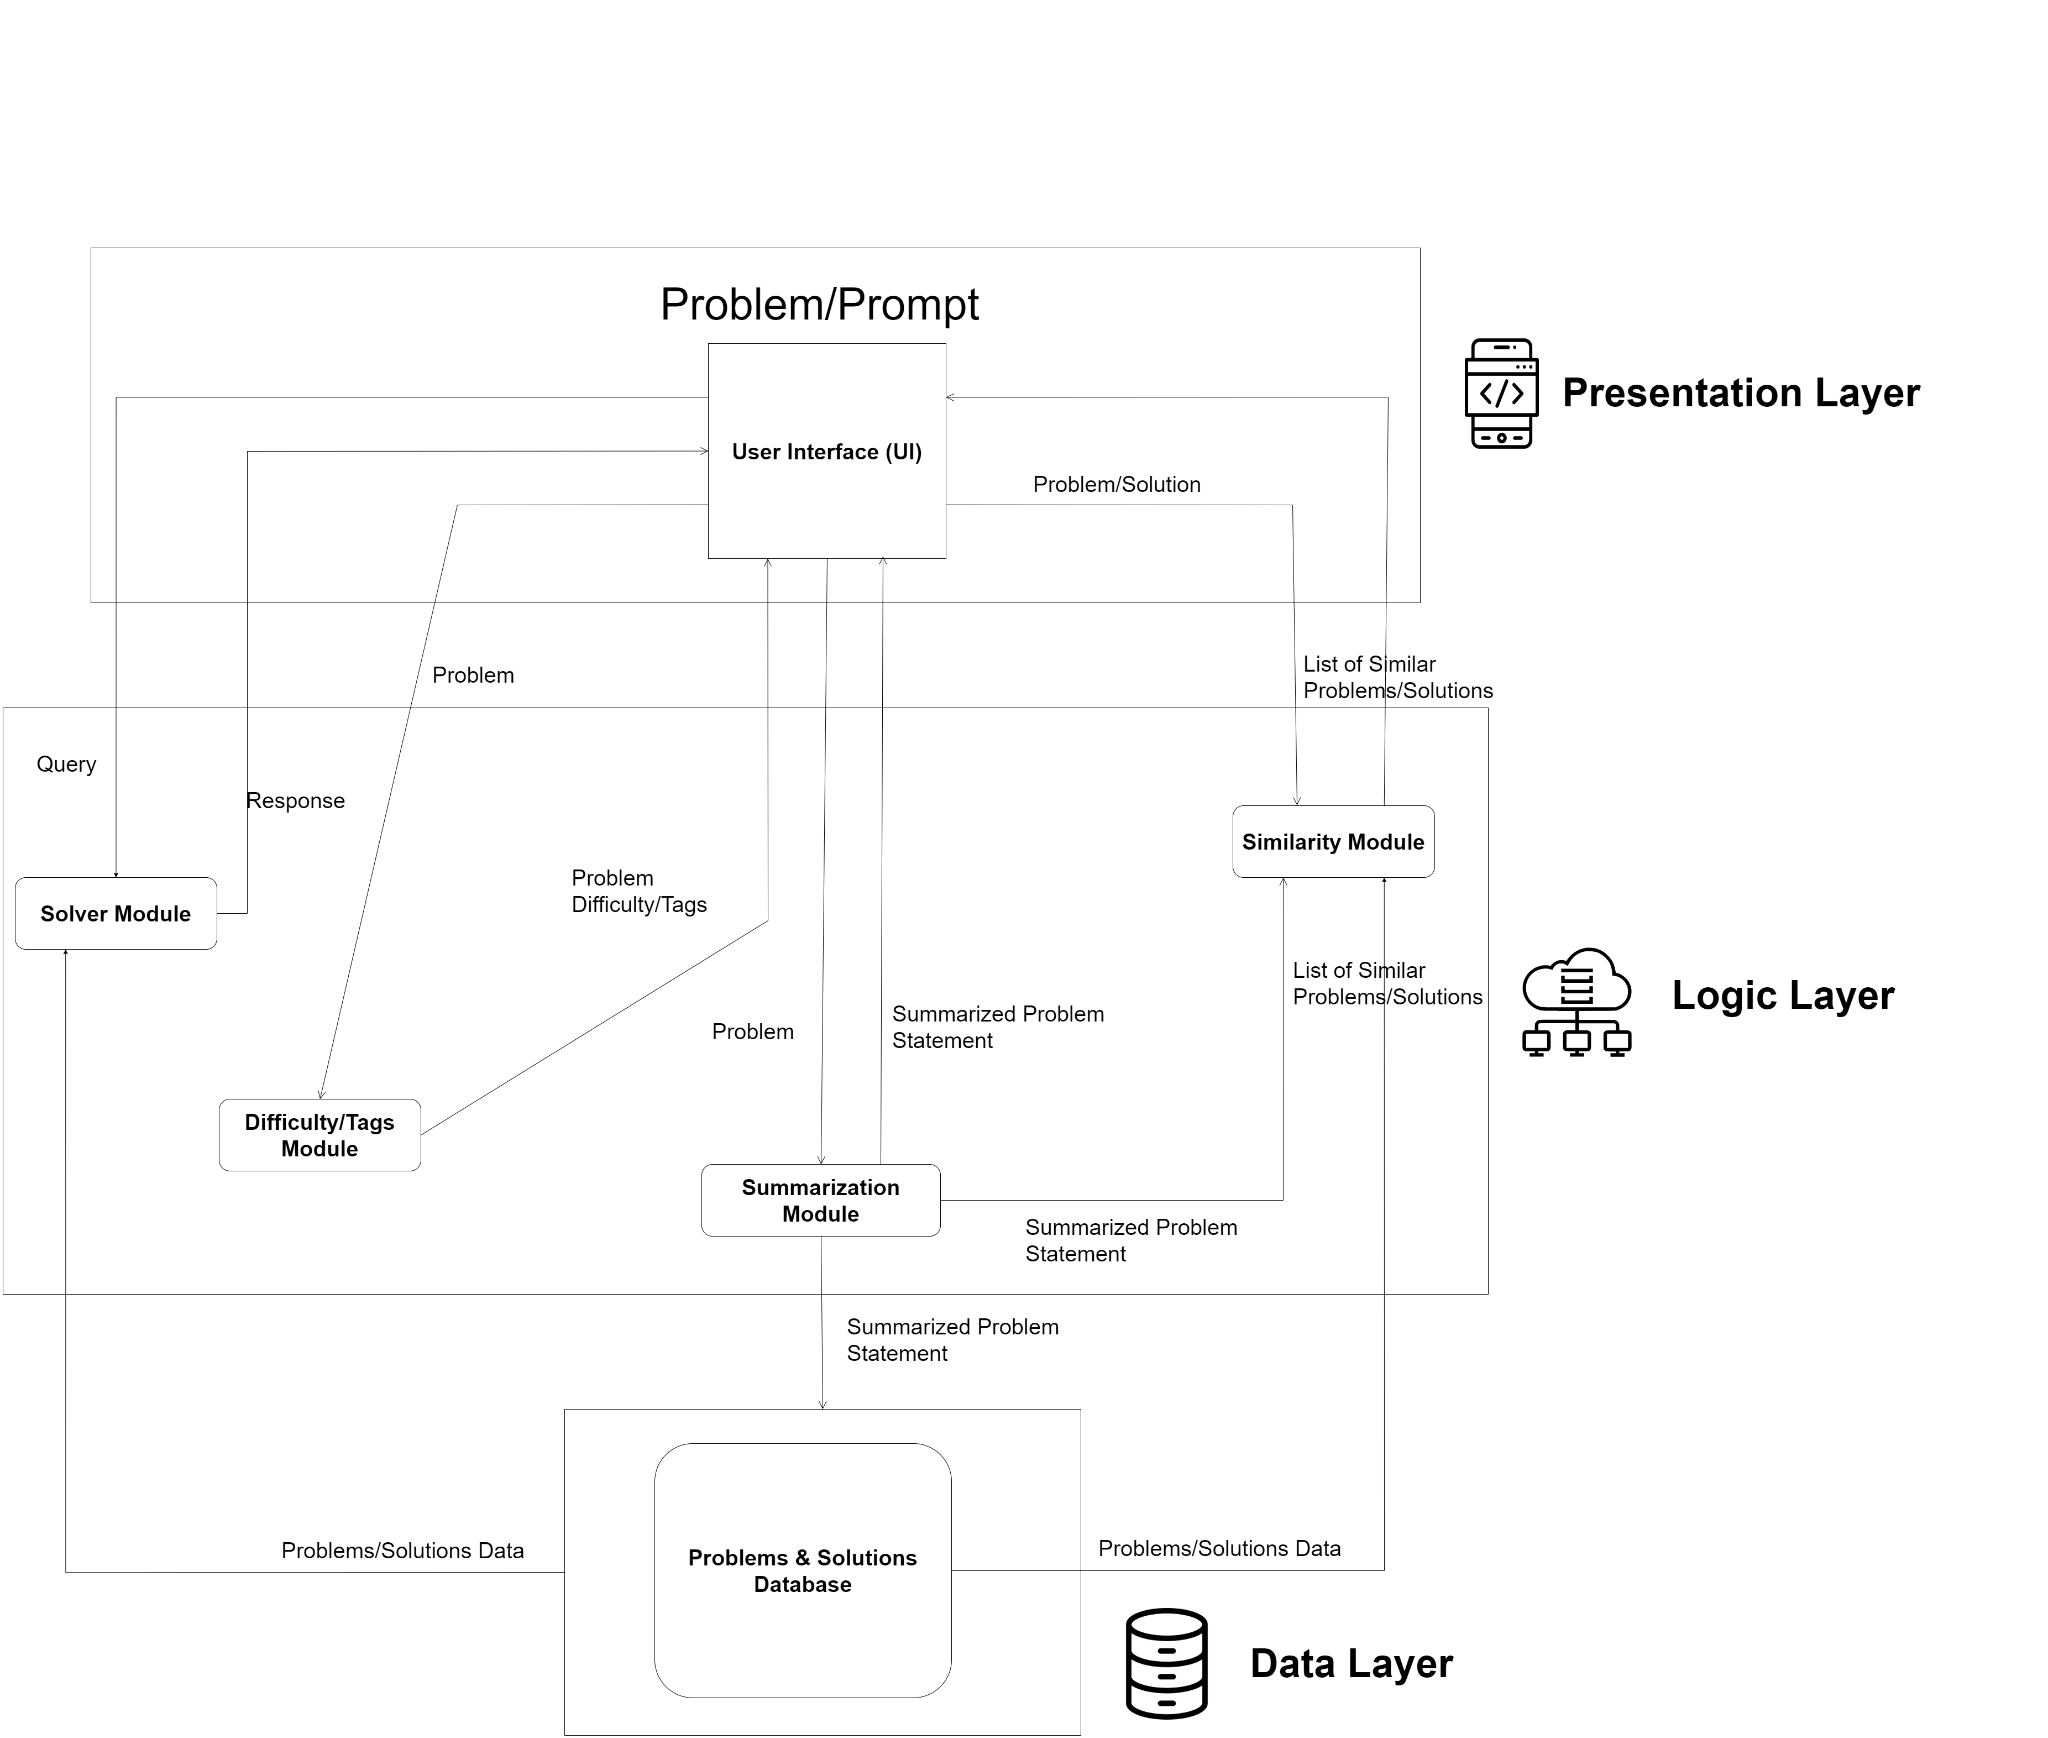 Problem/Prompt
Presentation Layer
User Interface (UI)
Problem/Solution
Problem
List of Similar
Problems/Solutions
Query
Response
Similarity Module
Problem
Difficulty/Tags
Solver Module
List of Similar
Problems/Solutions
Logic Layer
Summarized Problem
Statement
Problem
Difficulty/Tags
Module
Summarization
Module
Summarized Problem
Statement
Summarized Problem
Statement
Problems/Solutions Data
Problems/Solutions Data
Problems & Solutions
Database
Data Layer